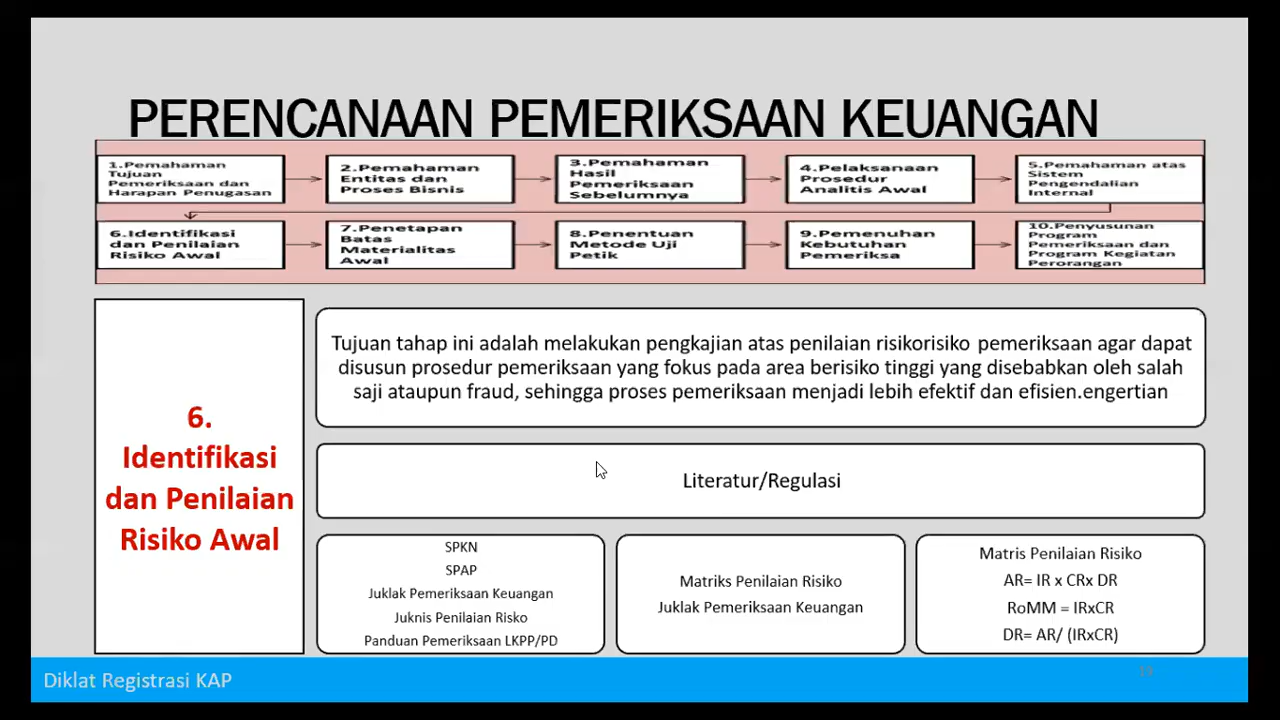 PERENCANAAN PEMERIKSAAN KEUANGAN
1.Pemahaman
Tujuan
Pemeriksaan dan
Harapan Penugasan
2.Pemahaman
Entitas dan
Proses Bisnis
3.Pemahaman
Hasil
Pemeriksaan
Sebelumnya
4.Pelaksanaan
Prosedur
Analitis Awal
5.Pemahaman atas
Sistem
Pengendalian
Internal
6.Identifikasi
dan Penilaian
Risiko Awal
7.Penetapan
Batas
Materialitas
Awal
8.Penentuan
Metode Uji
Petik
9.Pemenuhan
Kebutuhan
Pemeriksa
10.Penyusunan
Program
Pemeriksaan dan
Program Kegiatan
Perorangan
6.
Identifikasi
dan Penilaian
Risiko Awal
Tujuan tahap ini adalah melakukan pengkajian atas penilaian risikorisiko pemeriksaan agar dapat
disusun prosedur pemeriksaan yang fokus pada area berisiko tinggi yang disebabkan oleh salah
saji ataupun fraud, sehingga proses pemeriksaan menjadi lebih efektif dan efisien.engertian
Literatur/Regulasi
SPKN
SPAP
Juklak Pemeriksaan Keuangan
Juknis Penilaian Risko
Panduan Pemeriksaan LKPP/PD
Matriks Penilaian Risiko
Juklak Pemeriksaan Keuangan
Matris Penilaian Risiko
AR= IR x CRx DR
RoMM = IRxCR
DR= AR/ (IRxCR)
Diklat Registrasi KAP